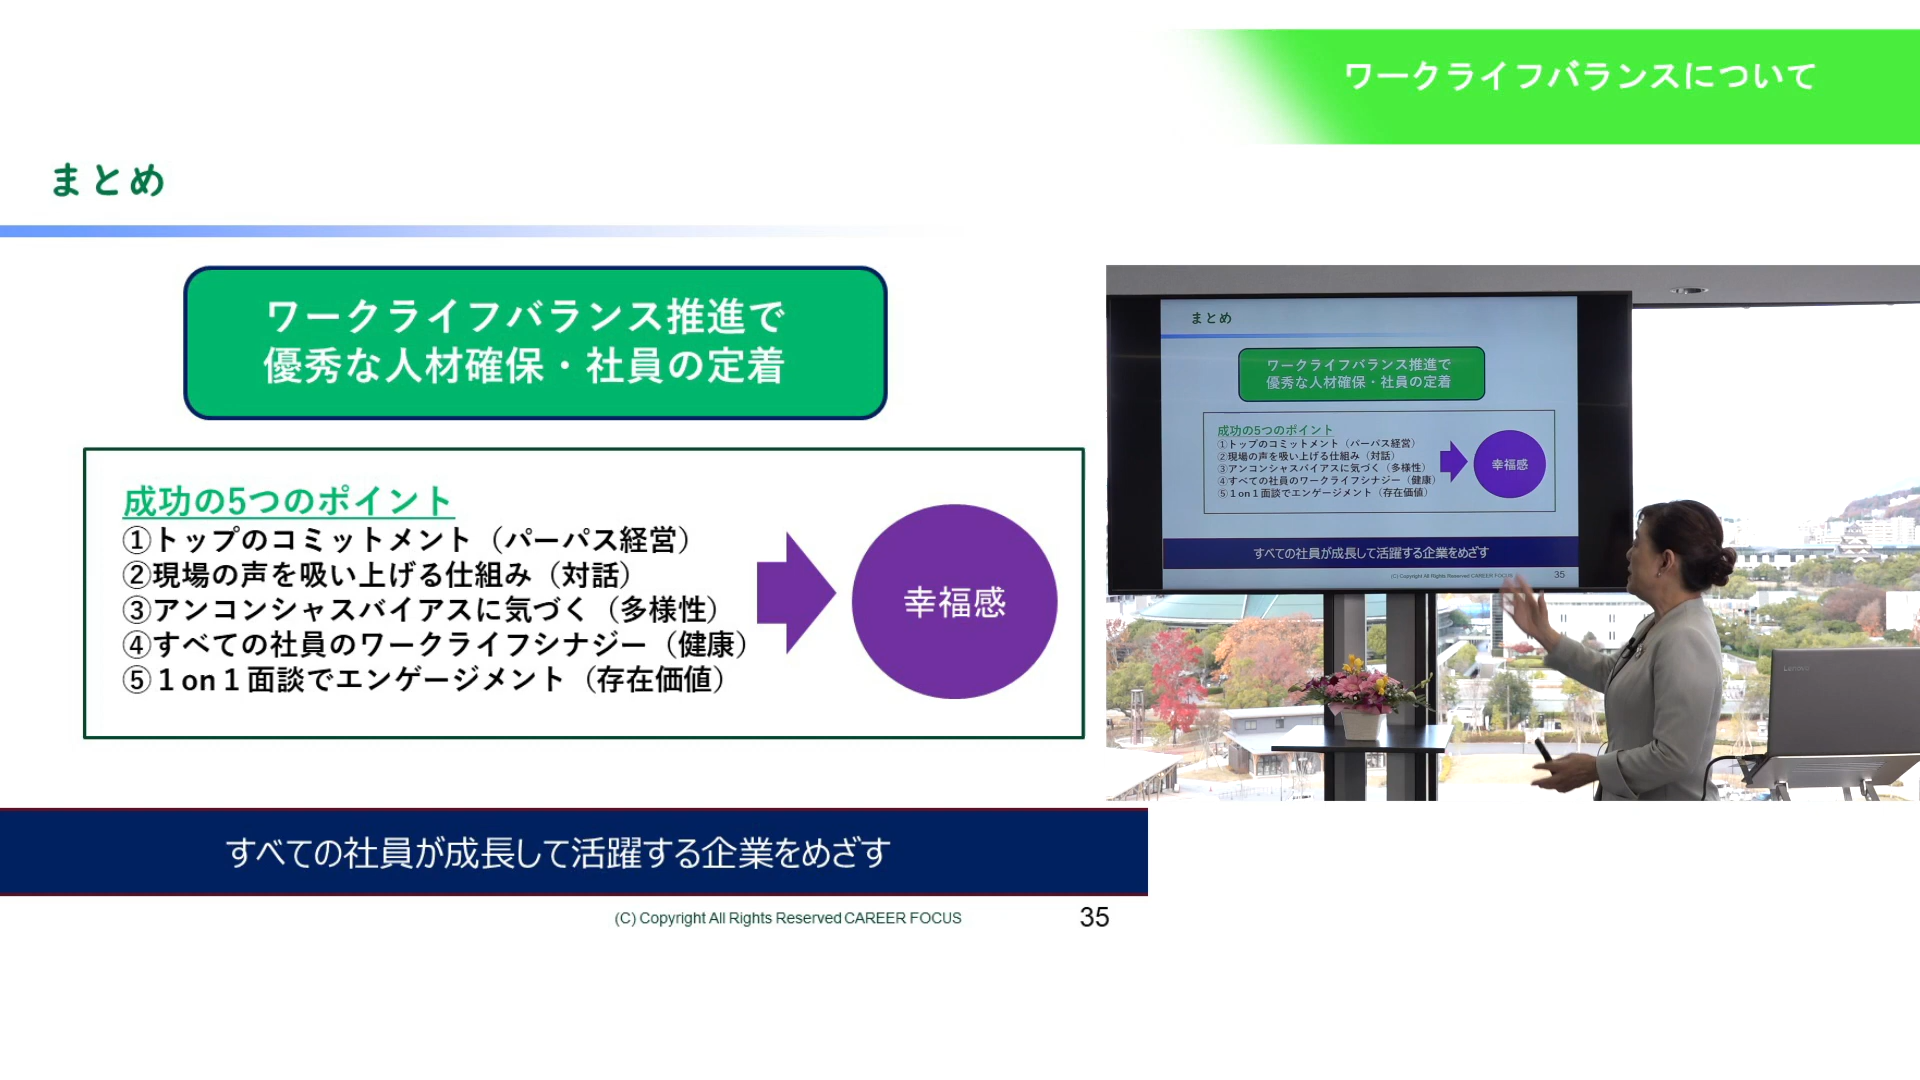 ワークライフバランスについて
まとめ
ワークライフバランス推進で
優秀な人材確保・社員の定着
成功の5つのポイント
①トップのコミットメント（パーパス経営）
②現場の声を吸い上げる仕組み（対話）
③アンコンシャスバイアスに気づく（多様性）
④すべての社員のワークライフシナジー（健康）
⑤１on１面談でエンゲージメント（存在価値）
幸福感
すべての社員が成長して活躍する企業をめざす
(C) Copyright All Rights Reserved CAREER FOCUS
35
まとめ
ワークライフバランス推進で
優秀な人材確保・社員の定着
成功の5つのポイント
①トップのコミットメント（パーパス経営）
②現場の声を吸い上げる仕組み（対話）
③アンコンシャスバイアスに気づく（多様性）
④すべての社員のワークライフシナジー（健康）
⑤１on１面談でエンゲージメント（存在価値）
幸福感
すべての社員が成長して活躍する企業をめざす
(C) Copyright All Rights Reserved CAREER FOCUS
35
Lenovo